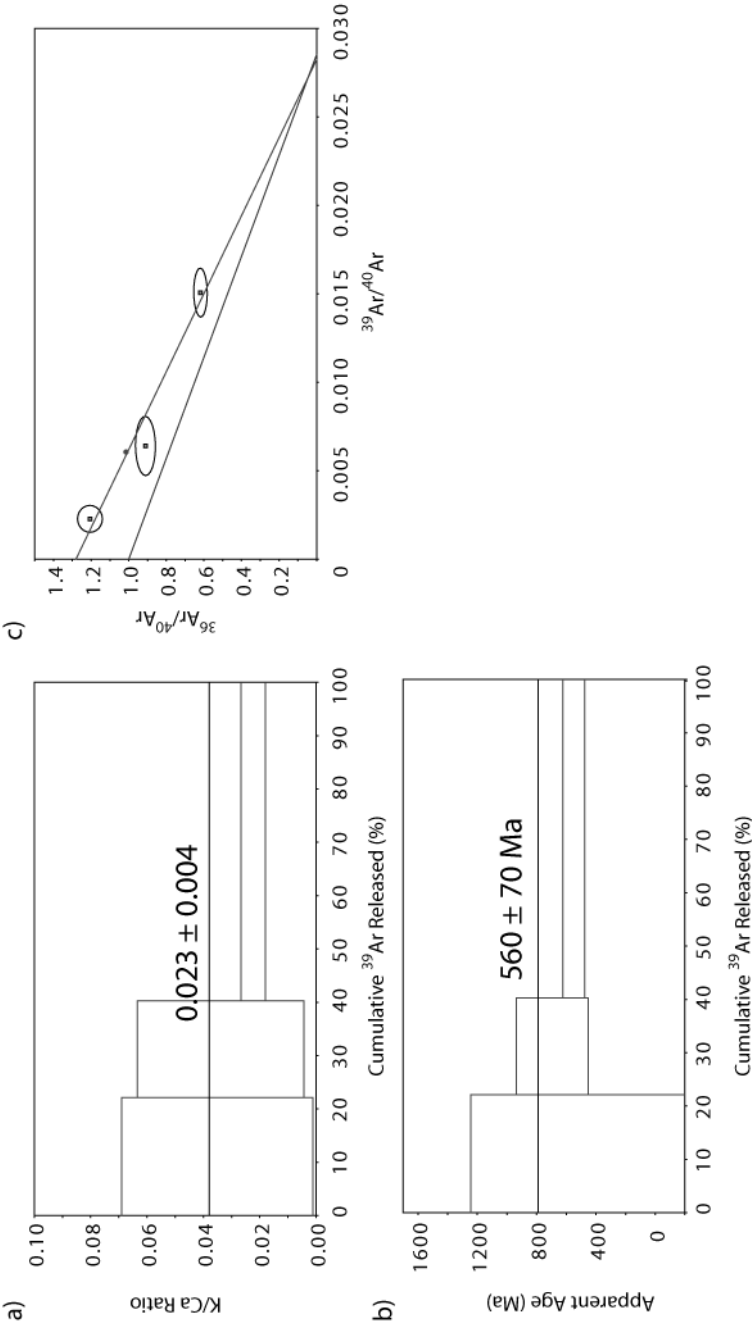 a)
K/Ca Ratio
0.10
0.08
0.06
0.04
0.02
0.00
0.023 ± 0.004
0 10 20 30 40 50 60 70 80 90 100
Cumulative ³⁹Ar Released (%)
b)
Apparent Age (Ma)
1600
1200
800
400
0
560 ± 70 Ma
0 10 20 30 40 50 60 70 80 90 100
Cumulative ³⁹Ar Released (%)
c)
³⁶Ar/⁴⁰Ar
1.4
1.2
1.0
0.8
0.6
0.4
0.2
0 0.005 0.010 0.015 0.020 0.025 0.030
³⁹Ar/⁴⁰Ar